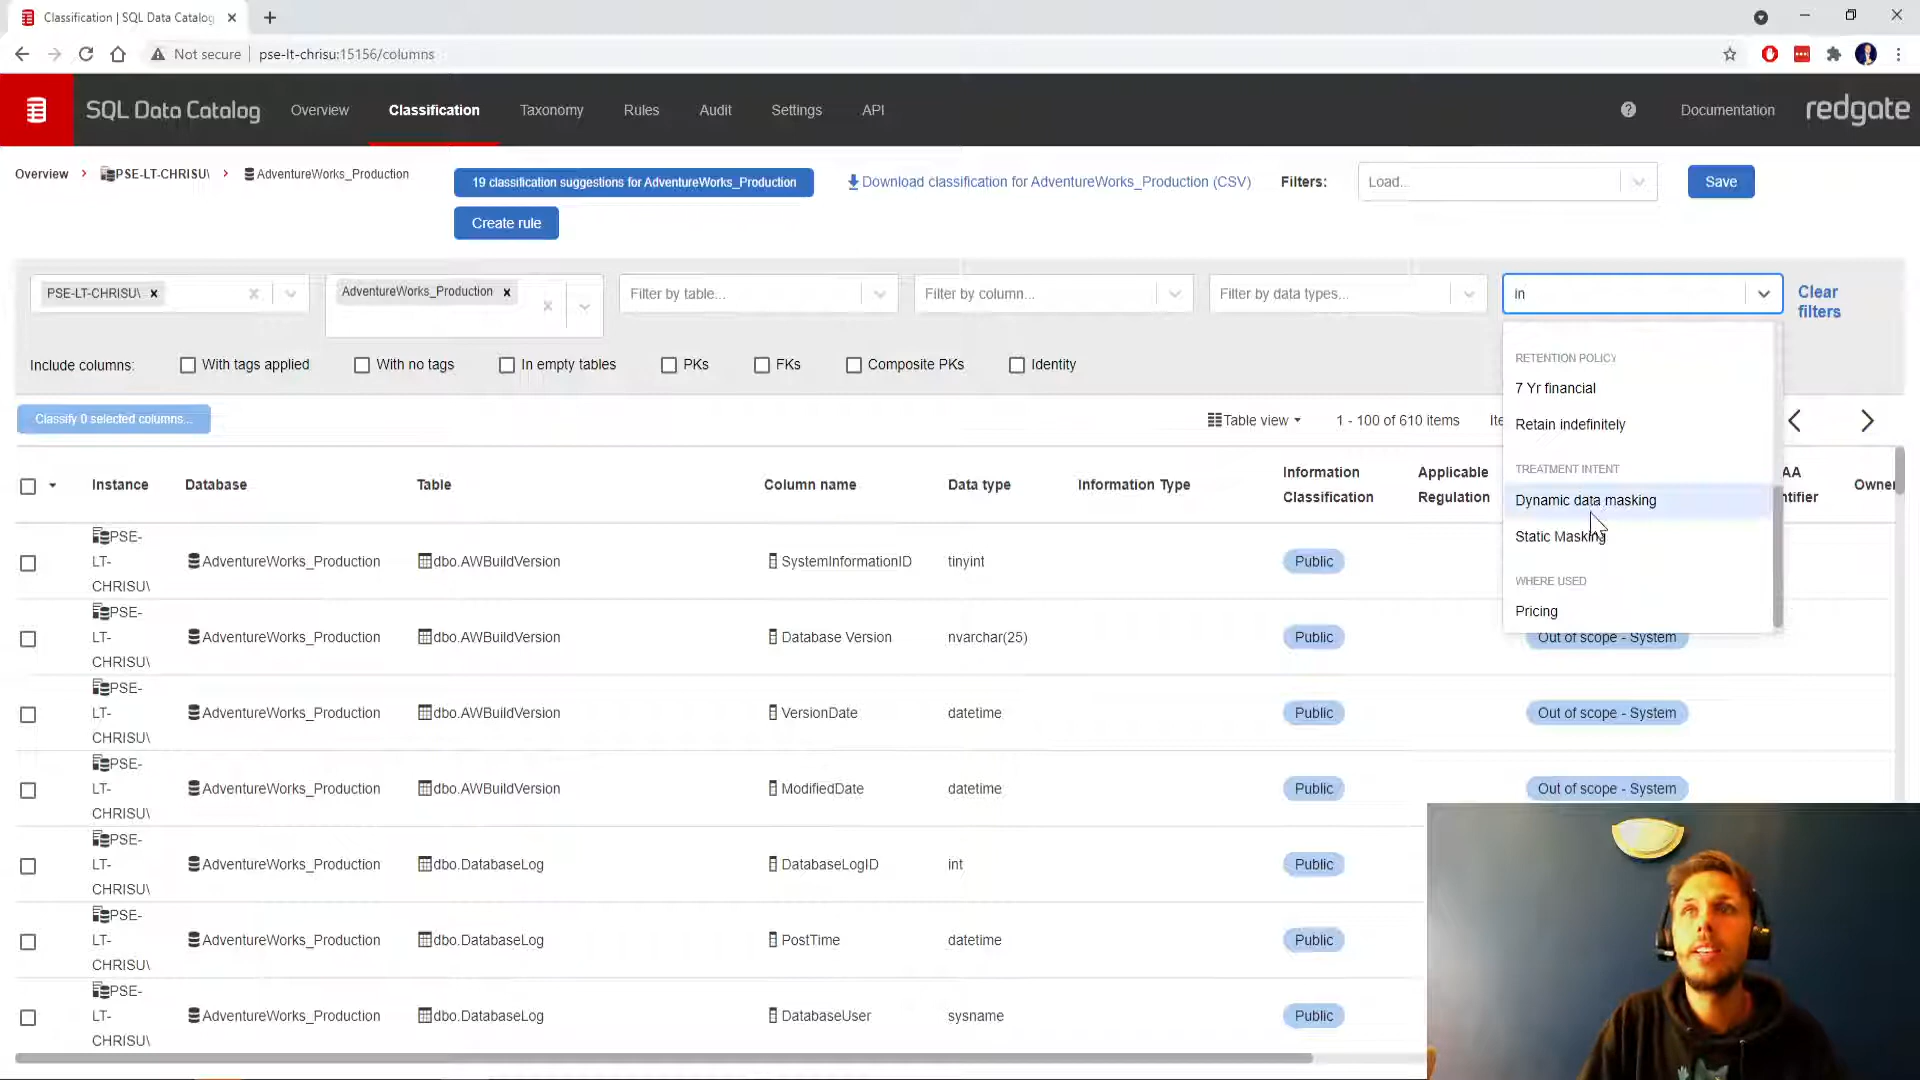 Classification | SQL Data Catalog
Not secure
pse-lt-chrisu:15156/columns
SQL Data Catalog
Overview
Classification
Taxonomy
Rules
Audit
Settings
API
Documentation
redgate
Overview > PSE-LT-CHRISU\ > AdventureWorks_Production
19 classification suggestions for AdventureWorks_Production
Download classification for AdventureWorks_Production (CSV)
Filters:
Load...
Save
Create rule
PSE-LT-CHRISU\
AdventureWorks_Production
Filter by table...
Filter by column...
Filter by data types...
in
Clear filters
Include columns:
With tags applied
With no tags
In empty tables
PKs
FKs
Composite PKs
Identity
RETENTION POLICY
7 Yr financial
Retain indefinitely
TREATMENT INTENT
Dynamic data masking
Static Masking
WHERE USED
Pricing
Classify 0 selected columns...
Table view
1 - 100 of 610 items
Instance
Database
Table
Column name
Data type
Information Type
Information Classification
Applicable Regulation
Owner
PSE-LT-CHRISU\ AdventureWorks_Production dbo.AWBuildVersion SystemInformationID tinyint Public
PSE-LT-CHRISU\ AdventureWorks_Production dbo.AWBuildVersion Database Version nvarchar(25) Public Out of scope - System
PSE-LT-CHRISU\ AdventureWorks_Production dbo.AWBuildVersion VersionDate datetime Public Out of scope - System
PSE-LT-CHRISU\ AdventureWorks_Production dbo.AWBuildVersion ModifiedDate datetime Public Out of scope - System
PSE-LT-CHRISU\ AdventureWorks_Production dbo.DatabaseLog DatabaseLogID int Public
PSE-LT-CHRISU\ AdventureWorks_Production dbo.DatabaseLog PostTime datetime Public
PSE-LT-CHRISU\ AdventureWorks_Production dbo.DatabaseLog DatabaseUser sysname Public